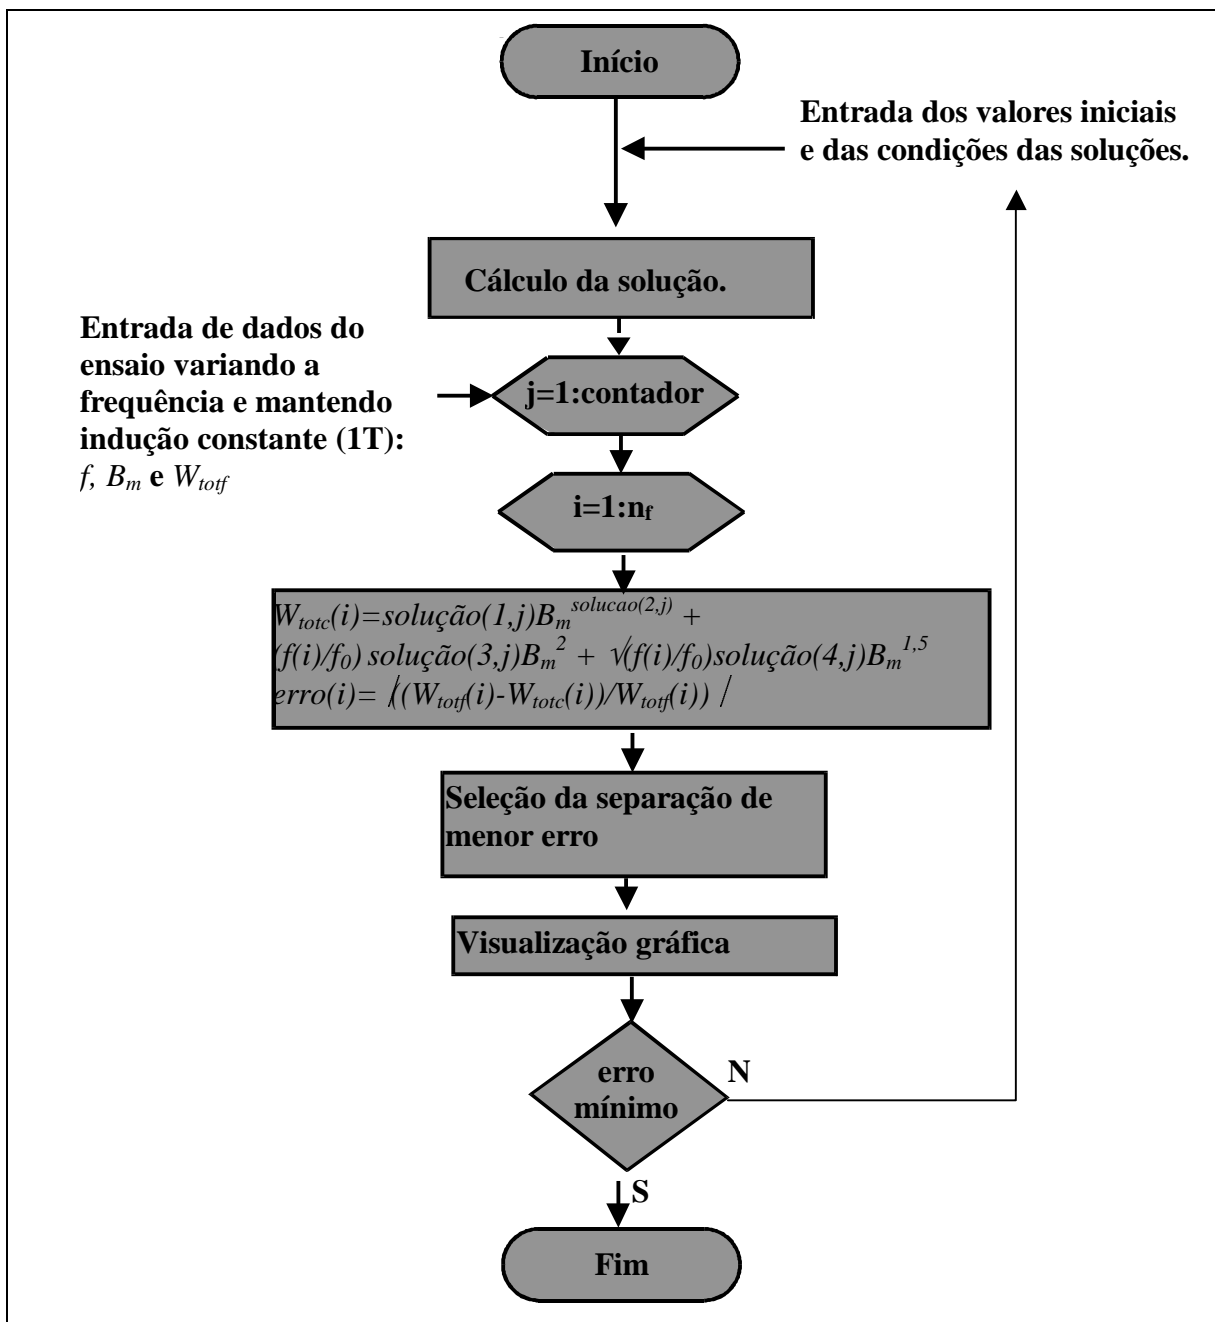 Início
Entrada dos valores iniciais
e das condições das soluções.
Cálculo da solução.
Entrada de dados do
ensaio variando a
frequência e mantendo
indução constante (1T):
f, Bm e Wtotf
j=1:contador
i=1:nf
Wtotc(i)=solução(1,j)Bm^solucao(2,j) +
(f(i)/f0) solução(3,j)Bm^2 + √(f(i)/f0)solução(4,j)Bm^1,5
erro(i)= /((Wtotf(i)-Wtotc(i))/Wtotf(i)) /
Seleção da separação de
menor erro
Visualização gráfica
erro
mínimo
N
S
Fim